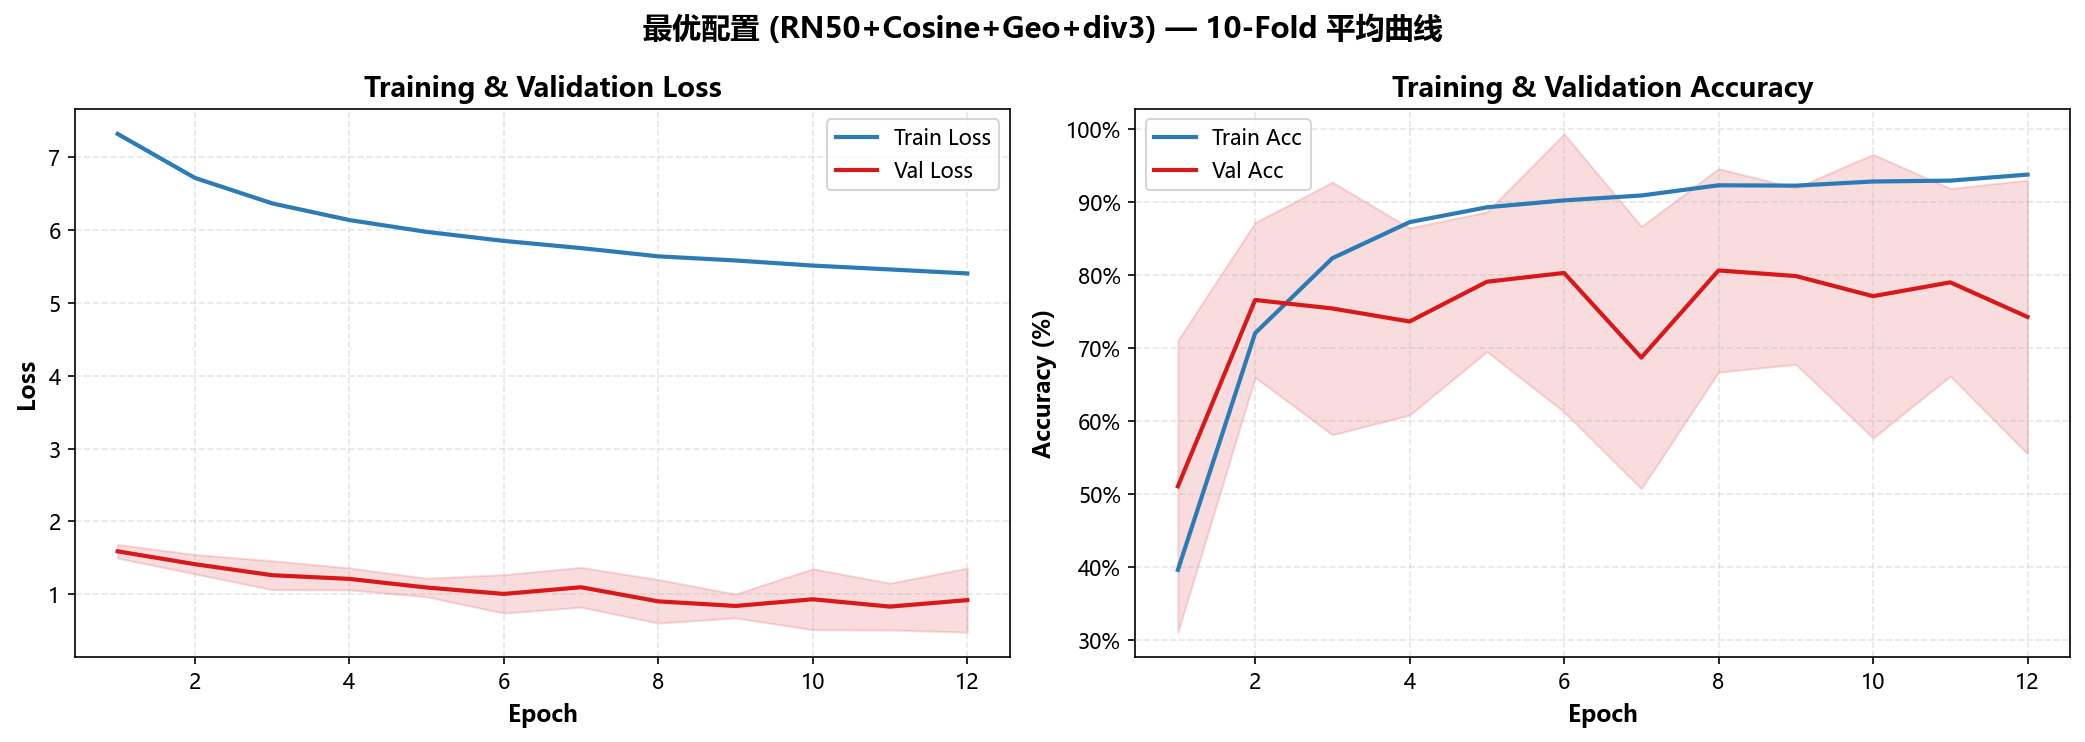 最优配置 (RN50+Cosine+Geo+div3) — 10-Fold 平均曲线
Training & Validation Loss
Train Loss
Val Loss
7
6
5
4
3
2
1
Loss
2 4 6 8 10 12
Epoch
Training & Validation Accuracy
Train Acc
Val Acc
100%
90%
80%
70%
60%
50%
40%
30%
Accuracy (%)
2 4 6 8 10 12
Epoch